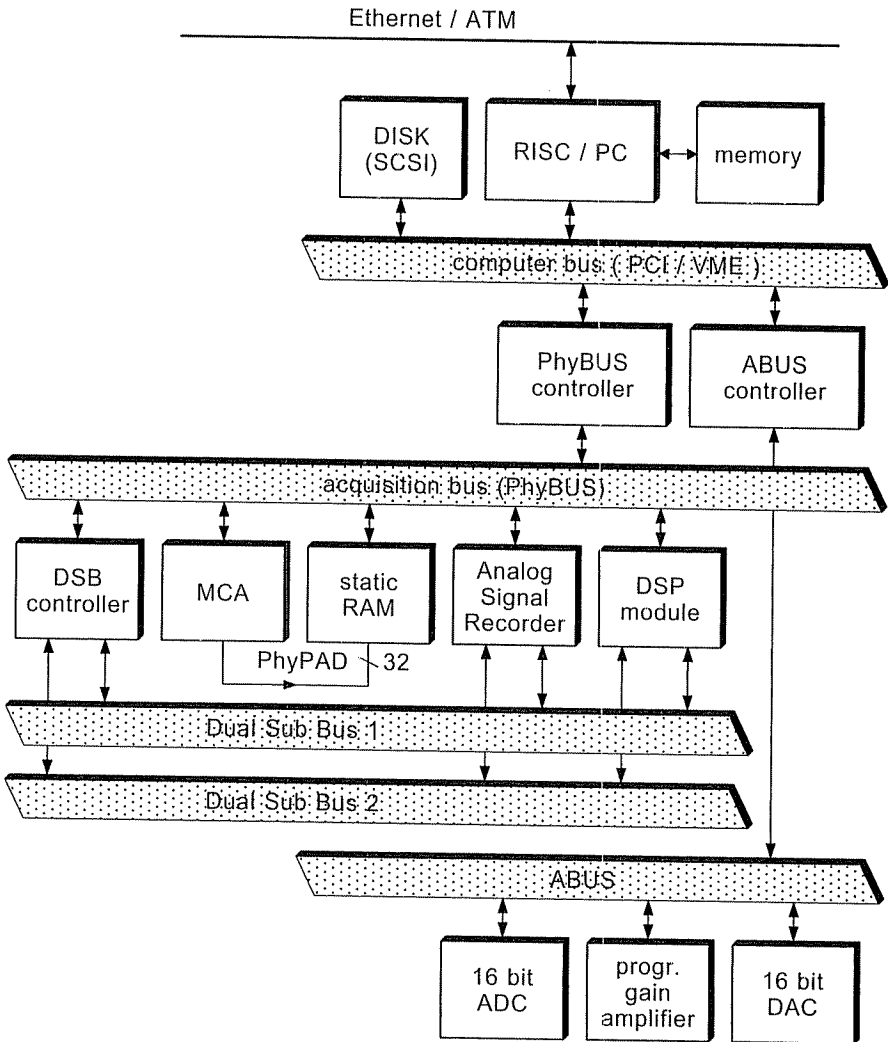 Ethernet / ATM
DISK
(SCSI)
RISC / PC
memory
computer bus ( PCI / VME )
PhyBUS
controller
ABUS
controller
acquisition bus (PhyBUS)
DSB
controller
MCA
static
RAM
Analog
Signal
Recorder
DSP
module
PhyPAD
32
Dual Sub Bus 1
Dual Sub Bus 2
ABUS
16 bit
ADC
progr.
gain
amplifier
16 bit
DAC